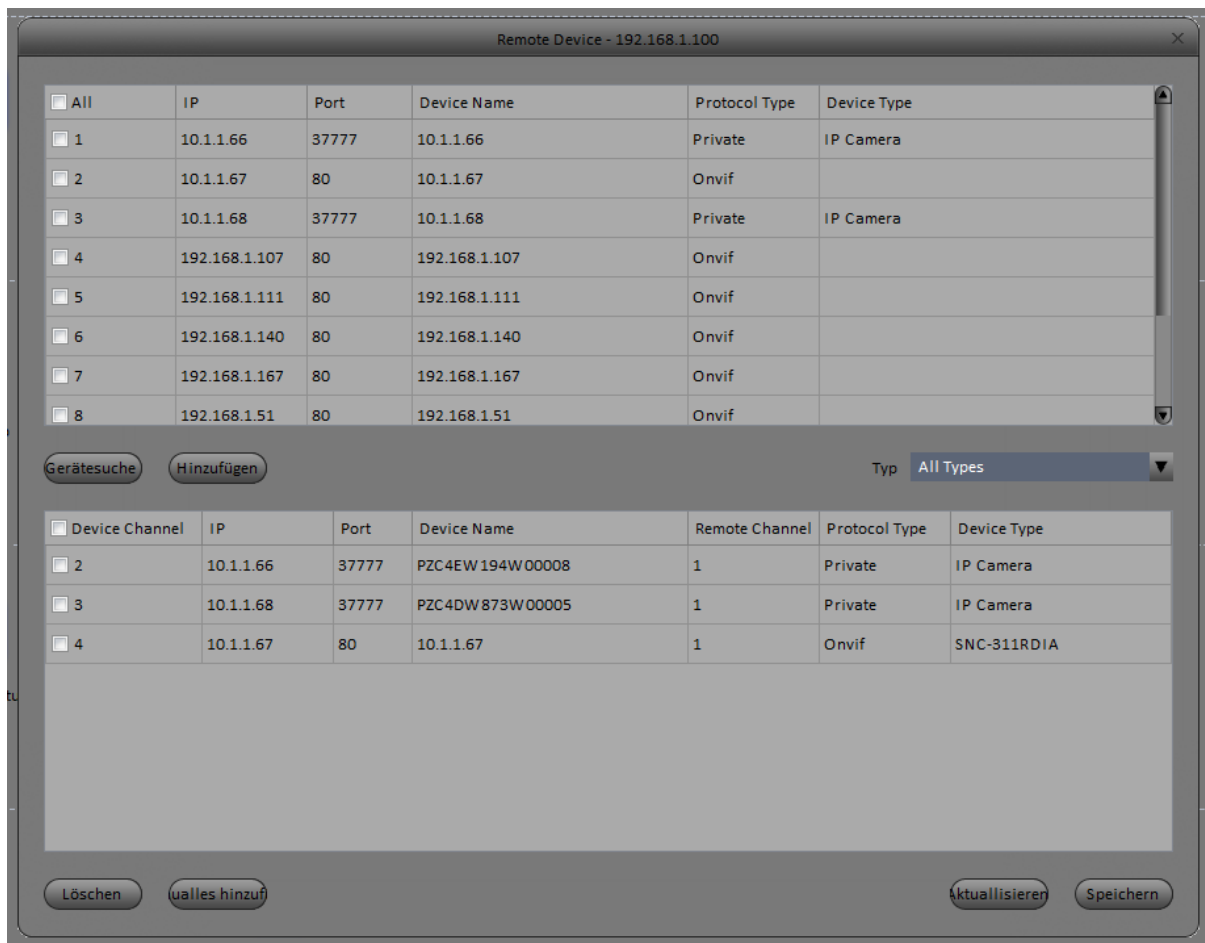 Remote Device - 192.168.1.100
All IP Port Device Name Protocol Type Device Type
1 10.1.1.66 37777 10.1.1.66 Private IP Camera
2 10.1.1.67 80 10.1.1.67 Onvif
3 10.1.1.68 37777 10.1.1.68 Private IP Camera
4 192.168.1.107 80 192.168.1.107 Onvif
5 192.168.1.111 80 192.168.1.111 Onvif
6 192.168.1.140 80 192.168.1.140 Onvif
7 192.168.1.167 80 192.168.1.167 Onvif
8 192.168.1.51 80 192.168.1.51 Onvif
Gerätesuche Hinzufügen Typ All Types
Device Channel IP Port Device Name Remote Channel Protocol Type Device Type
2 10.1.1.66 37777 PZC4EW194W00008 1 Private IP Camera
3 10.1.1.68 37777 PZC4DW873W00005 1 Private IP Camera
4 10.1.1.67 80 10.1.1.67 1 Onvif SNC-311RDIA
Löschen ualles hinzuf Aktuallisieren Speichern